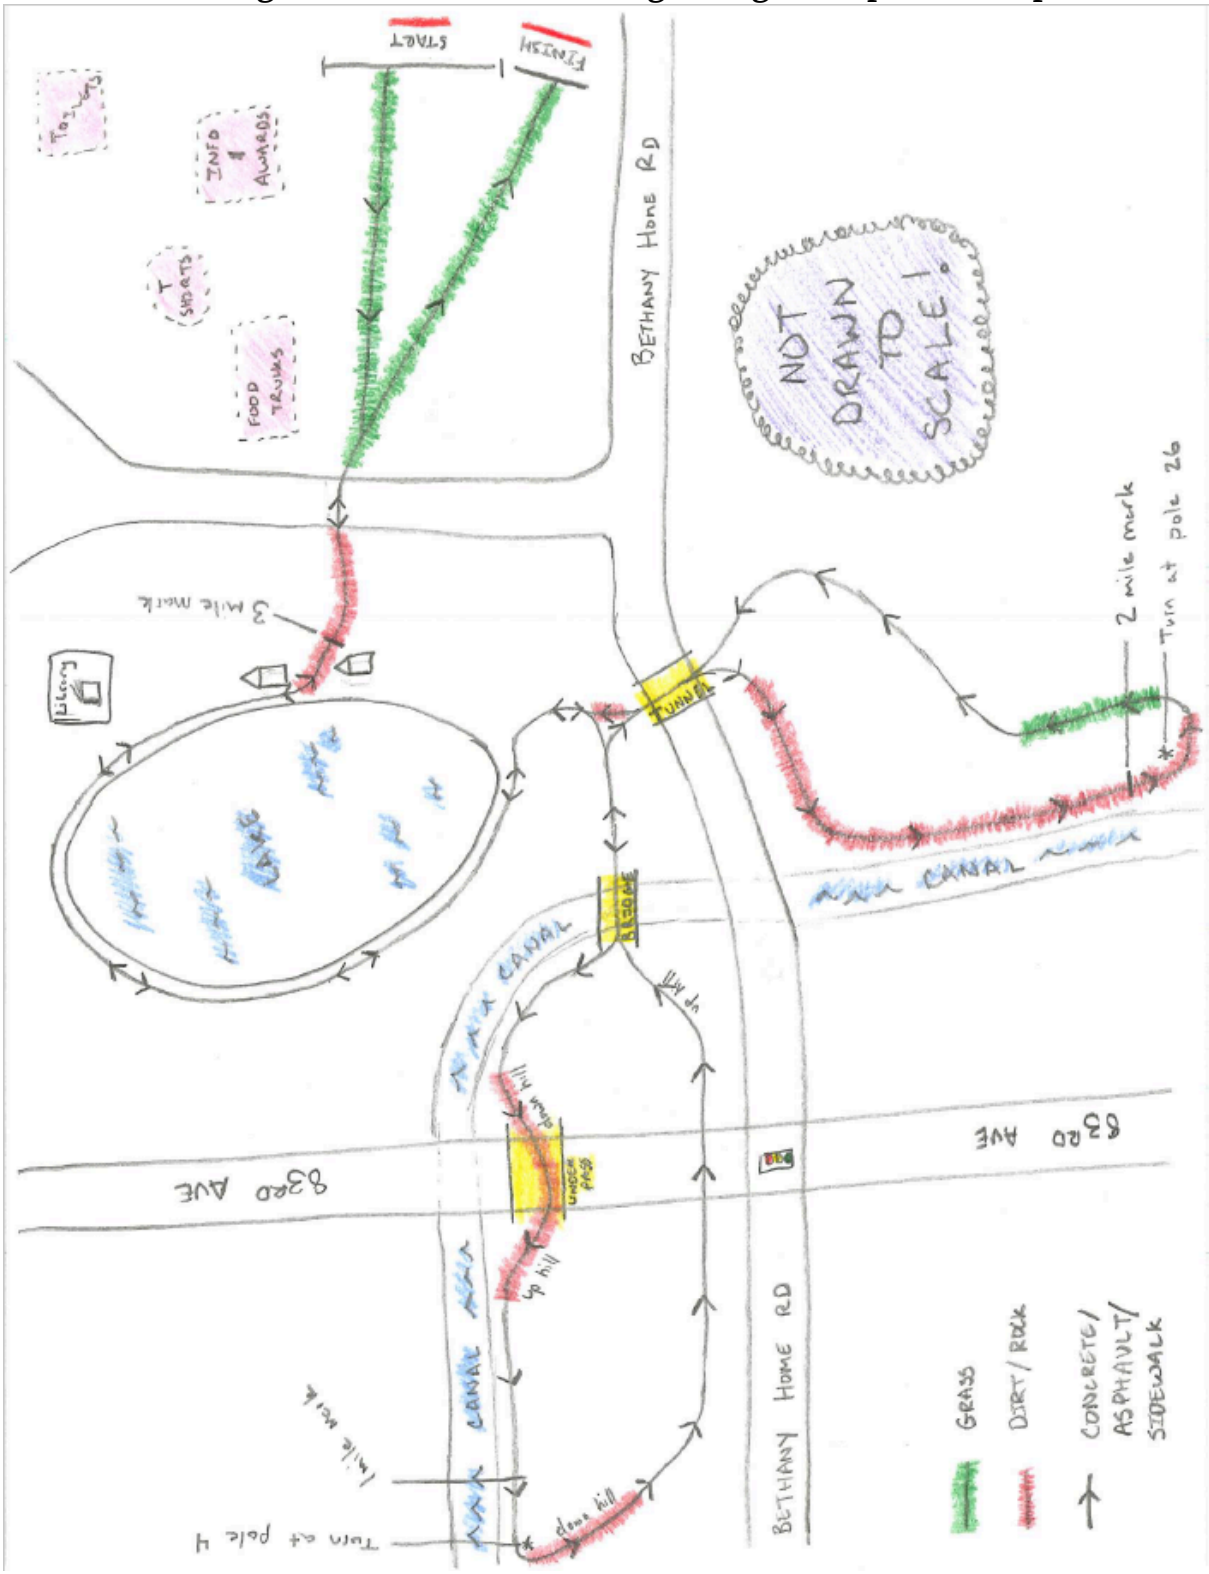 START
FINISH
TOILETS
INFO
&
AWARDS
T
SHIRTS
FOOD
TRUCKS
BETHANY HOME RD
NOT
DRAWN
TO
SCALE!
3 mile mark
Library
2 mile mark
Turn at pole 26
TUNNEL
LAKE
BRIDGE
CANAL
CANAL
up hill
down hill
UNDER
PASS
83RD AVE
83RD AVE
up hill
CANAL
1 mile mark
Turn at pole 4
down hill
CANAL
BETHANY HOME RD
GRASS
DIRT/ROCK
CONCRETE/
ASPHAULT/
SIDEWALK